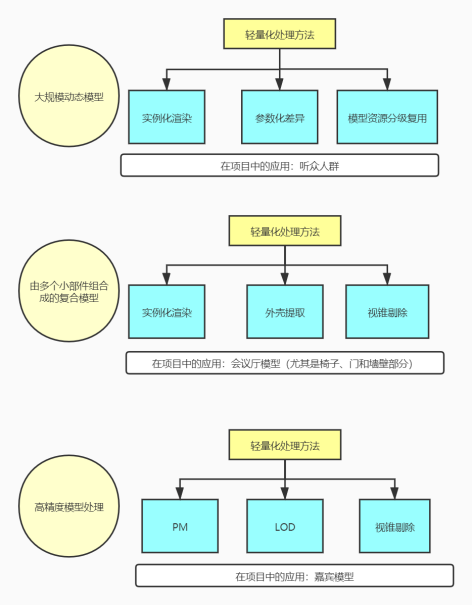 轻量化处理方法
大规模动态模型
实例化渲染
参数化差异
模型资源分级复用
在项目中的应用：听众人群
轻量化处理方法
由多个小部件组合
成的复合模型
实例化渲染
外壳提取
视锥剔除
在项目中的应用：会议厅模型（尤其是椅子、门和墙壁部分）
轻量化处理方法
高精度模型处理
PM
LOD
视锥剔除
在项目中的应用：嘉宾模型